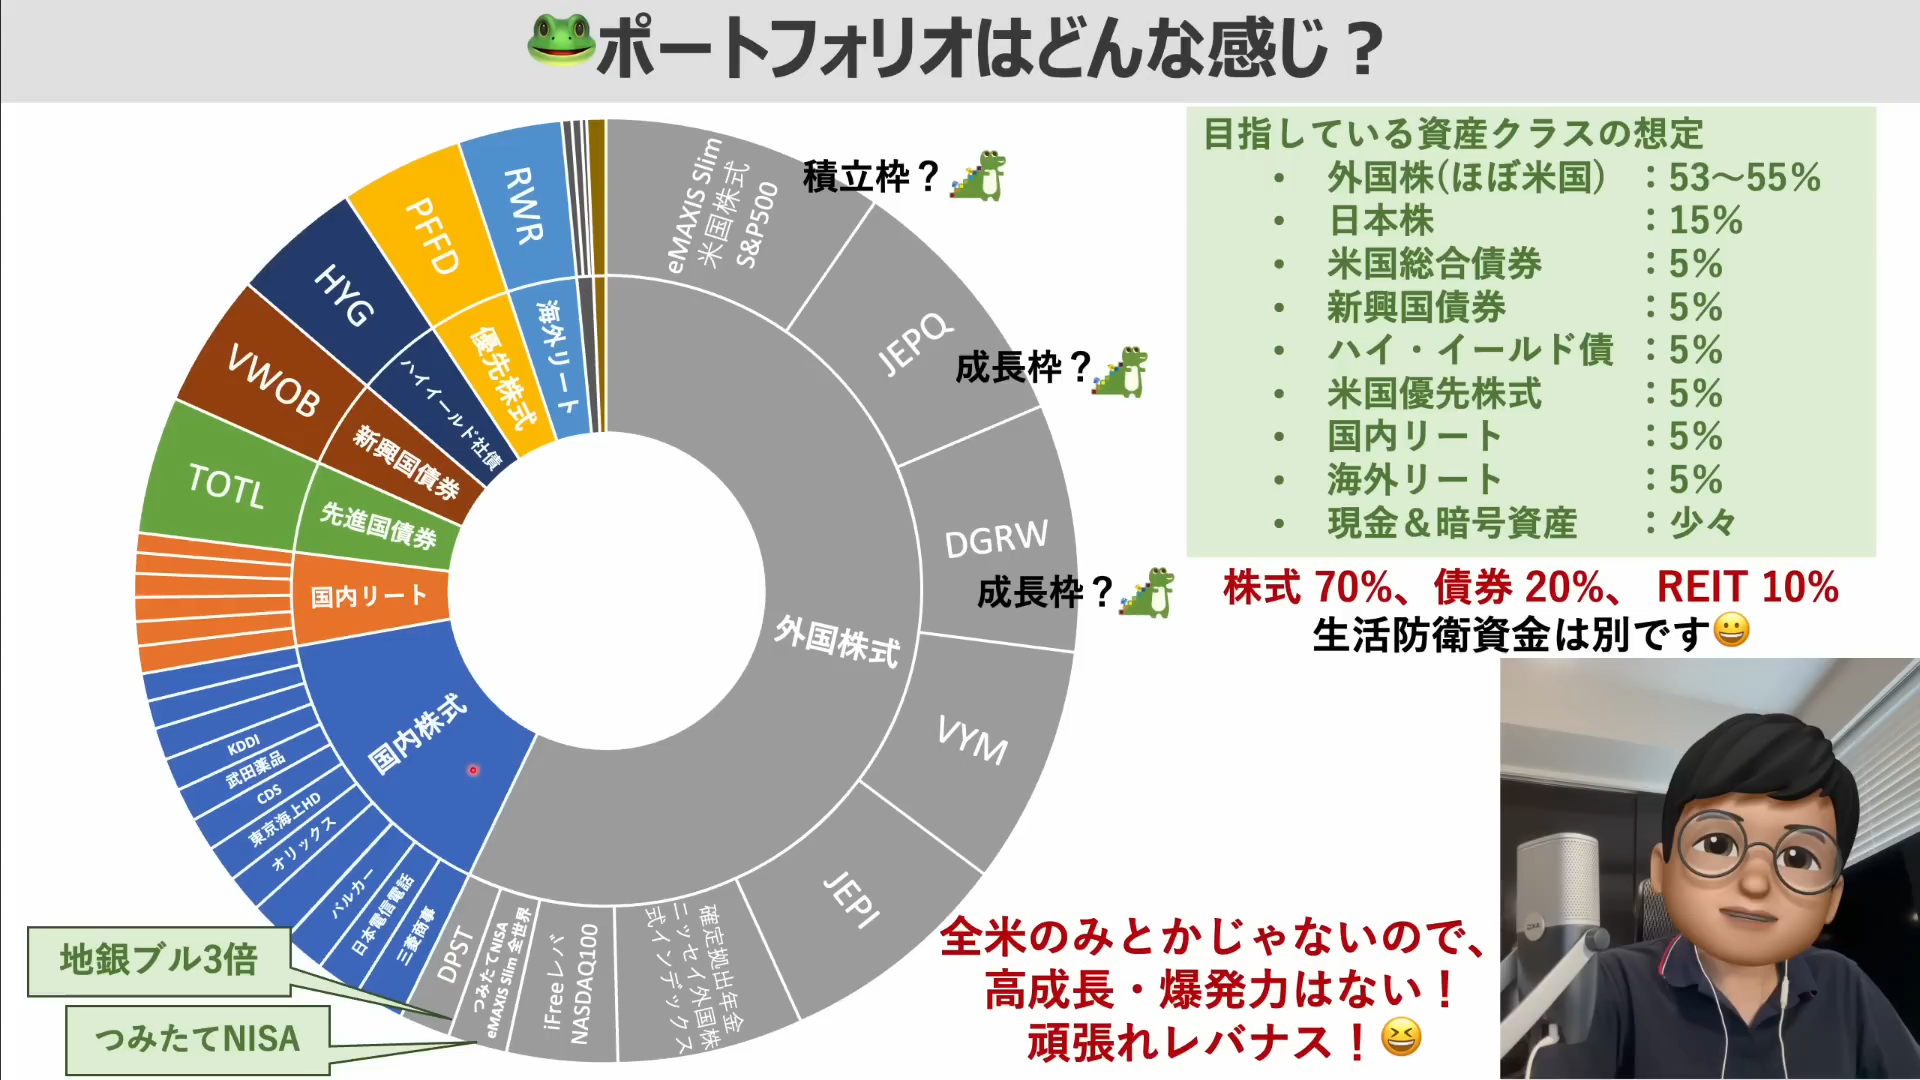 ポートフォリオはどんな感じ？
目指している資産クラスの想定
・ 外国株(ほぼ米国) ：53〜55%
・ 日本株 ：15%
・ 米国総合債券 ：5%
・ 新興国債券 ：5%
・ ハイ・イールド債 ：5%
・ 米国優先株式 ：5%
・ 国内リート ：5%
・ 海外リート ：5%
・ 現金＆暗号資産 ：少々
株式 70%、債券 20%、 REIT 10%
生活防衛資金は別です
積立枠？
成長枠？
成長枠？
eMAXIS Slim
米国株式
S&P500
JEPQ
DGRW
VYM
JEPI
確定拠出年金
ニッセイ外国株
式インデックス
iFreeレバ
NASDAQ100
つみたてNISA
eMAXIS Slim 全世界
DPST
三菱商事
日本電信電話
バルカー
オリックス
東京海上HD
CDS
武田薬品
KDDI
TOTL
VWOB
HYG
PFFD
RWR
外国株式
国内株式
国内リート
先進国債券
新興国債券
ハイイールド社債
優先株式
海外リート
地銀ブル3倍
つみたてNISA
全米のみとかじゃないので、
高成長・爆発力はない！
頑張れレバナス！